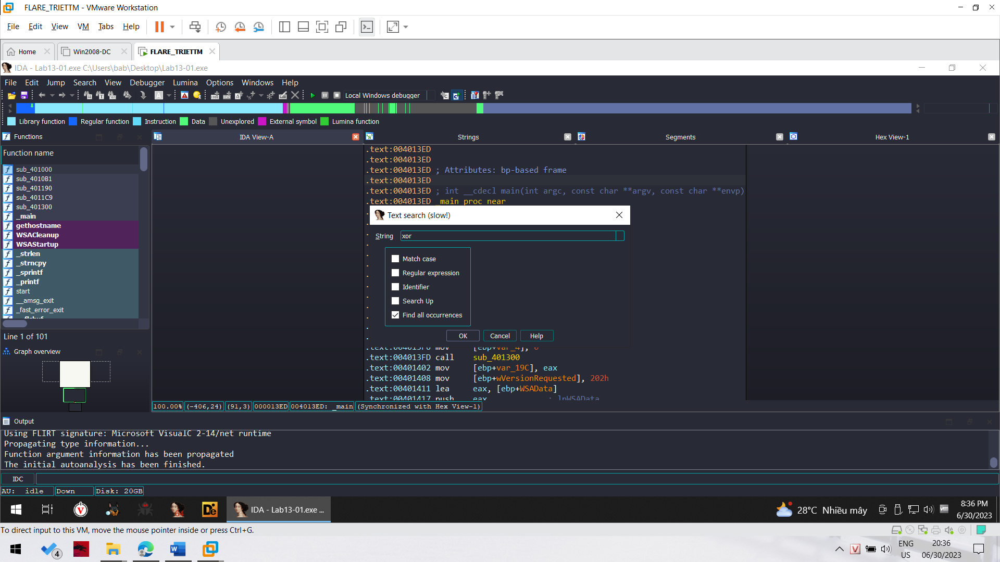 FLARE_TRIETTM - VMware Workstation
File Edit View VM Tabs Help
Home Win2008-DC FLARE_TRIETTM
IDA - Lab13-01.exe C:\Users\bab\Desktop\Lab13-01.exe
File Edit Jump Search View Debugger Lumina Options Windows Help
Local Windows debugger
Library function Regular function Instruction Data Unexplored External symbol Lumina function
Functions
IDA View-A
Strings
Segments
Hex View-1
Function name
sub_401000
sub_4010B1
sub_401190
sub_4011C9
sub_401300
_main
gethostname
WSACleanup
WSAStartup
_strlen
_strncpy
_sprintf
_printf
start
__amsg_exit
_fast_error_exit
Line 1 of 101
Graph overview
.text:004013ED
.text:004013ED
.text:004013ED ; Attributes: bp-based frame
.text:004013ED
.text:004013ED ; int __cdecl main(int argc, const char **argv, const char **envp)
.text:004013ED _main proc near
Text search (slow!)
String xor
Match case
Regular expression
Identifier
Search Up
Find all occurrences
OK Cancel Help
.text:004013F6 mov [ebp+var_4], 0
.text:004013FD call sub_401300
.text:00401402 mov [ebp+var_19C], eax
.text:00401408 mov [ebp+wVersionRequested], 202h
.text:00401411 lea eax, [ebp+WSAData]
.text:00401417 push eax ; lpWSAData
100.00% (-406,24) (91,3) 000013ED 004013ED: _main (Synchronized with Hex View-1)
Output
Using FLIRT signature: Microsoft VisualC 2-14/net runtime
Propagating type information...
Function argument information has been propagated
The initial autoanalysis has been finished.
IDC
AU: idle Down Disk: 20GB
IDA - Lab13-01.exe ...
28°C Nhiều mây
8:36 PM
6/30/2023
To direct input to this VM, move the mouse pointer inside or press Ctrl+G.
4
ENG
US
20:36
06/30/2023